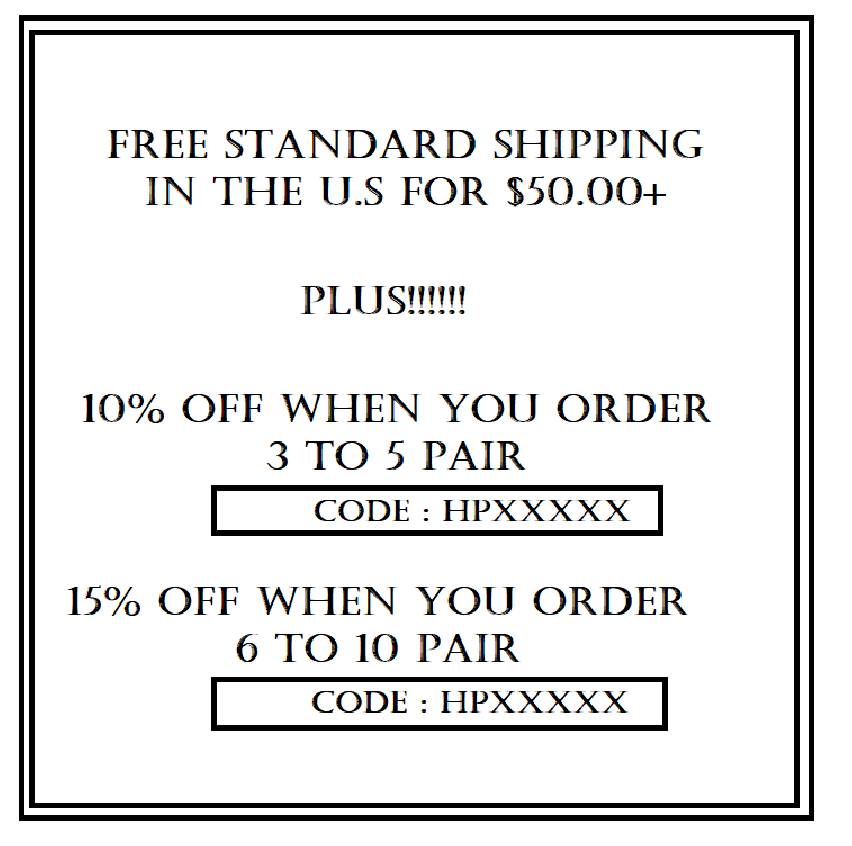 FREE STANDARD SHIPPING
IN THE U.S FOR $50.00+
PLUS!!!!!!
10% OFF WHEN YOU ORDER
3 TO 5 PAIR
CODE : HPXXXXX
15% OFF WHEN YOU ORDER
6 TO 10 PAIR
CODE : HPXXXXX